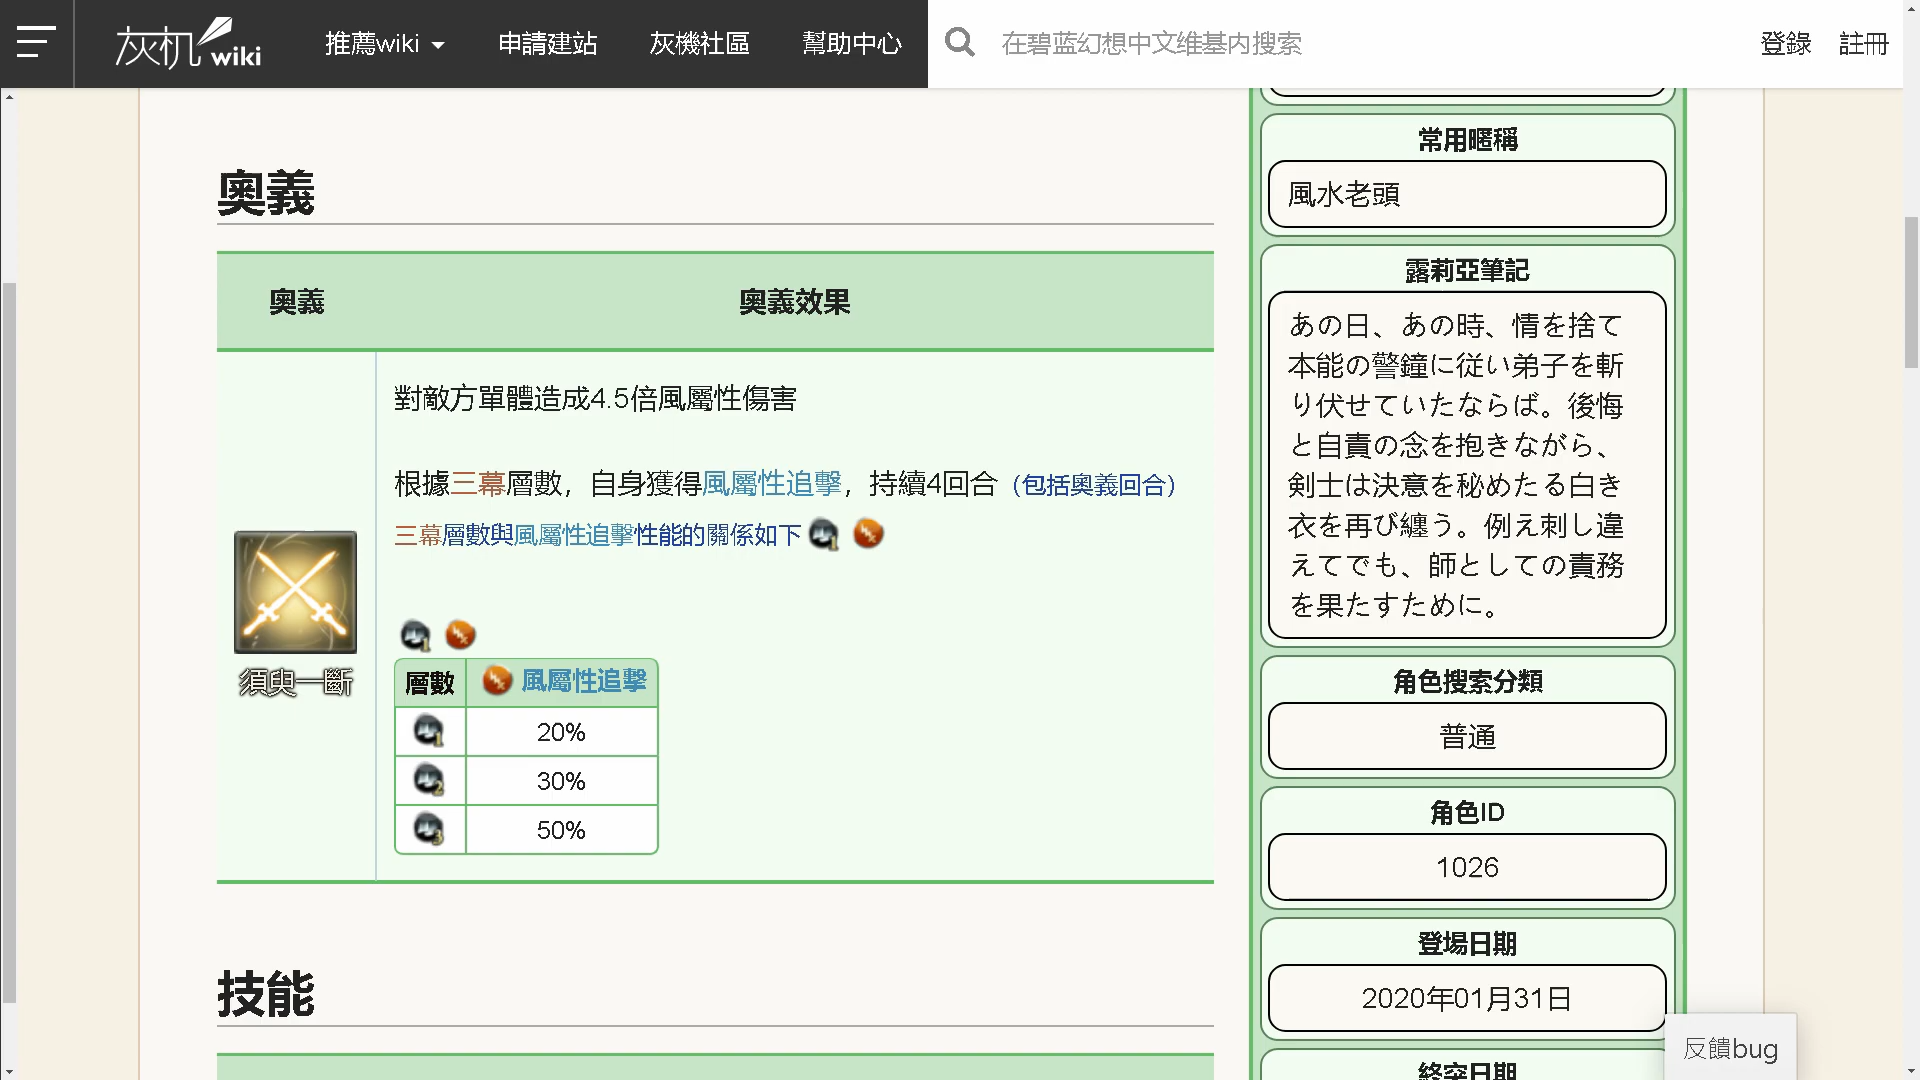 灰机wiki
推薦wiki
申請建站
灰機社區
幫助中心
在碧蓝幻想中文维基内搜索
登錄
註冊
奧義
奧義
奧義效果
須臾一斷
對敵方單體造成4.5倍風屬性傷害
根據三幕層數，自身獲得風屬性追擊，持續4回合（包括奧義回合）
三幕層數與風屬性追擊性能的關係如下
層數
風屬性追擊
20%
30%
50%
技能
常用暱稱
風水老頭
露莉亞筆記
あの日、あの時、情を捨て
本能の警鐘に従い弟子を斬
り伏せていたならば。後悔
と自責の念を抱きながら、
剣士は決意を秘めたる白き
衣を再び纏う。例え刺し違
えてでも、師としての責務
を果たすために。
角色搜索分類
普通
角色ID
1026
登場日期
2020年01月31日
終突日期
反饋bug